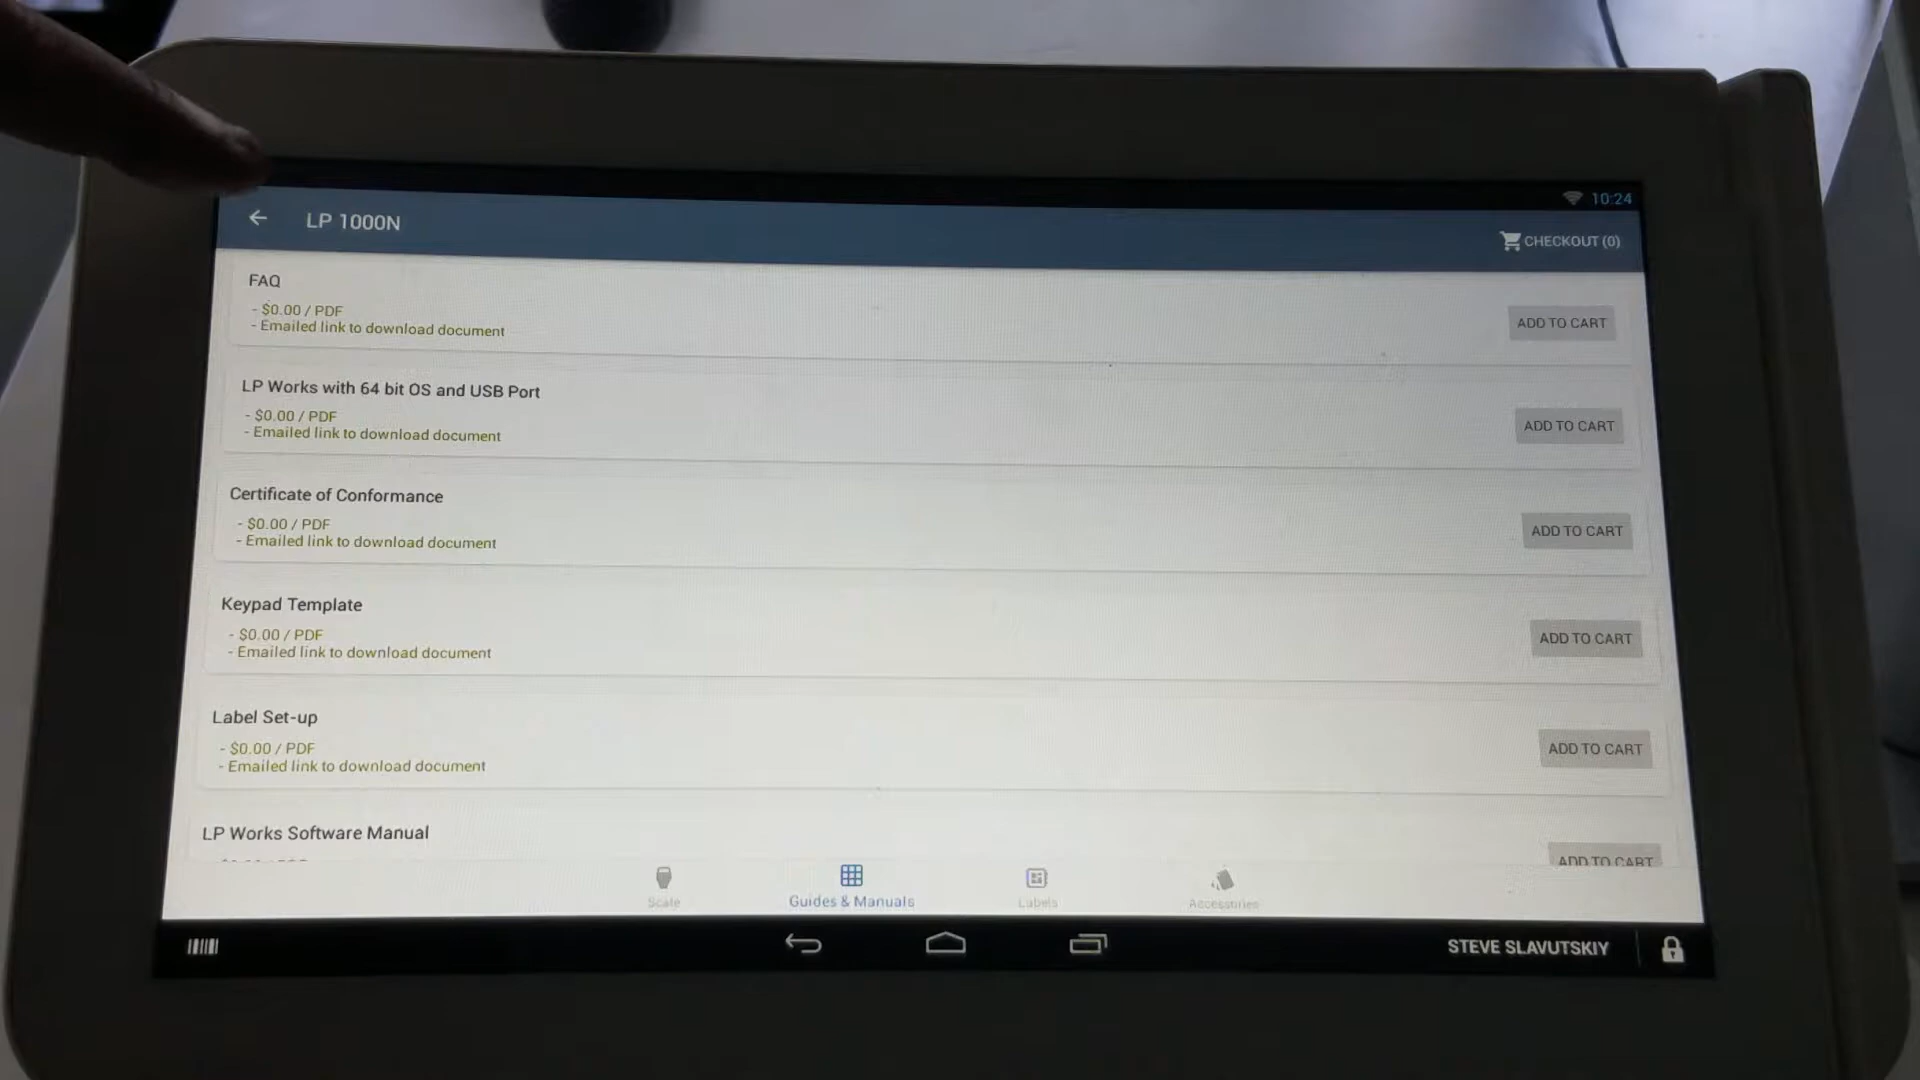 10:24
LP 1000N
CHECKOUT (0)
FAQ
- $0.00 / PDF
- Emailed link to download document
ADD TO CART
LP Works with 64 bit OS and USB Port
- $0.00 / PDF
- Emailed link to download document
ADD TO CART
Certificate of Conformance
- $0.00 / PDF
- Emailed link to download document
ADD TO CART
Keypad Template
- $0.00 / PDF
- Emailed link to download document
ADD TO CART
Label Set-up
- $0.00 / PDF
- Emailed link to download document
ADD TO CART
LP Works Software Manual
ADD TO CART
Scale
Guides & Manuals
Labels
Accessories
STEVE SLAVUTSKIY